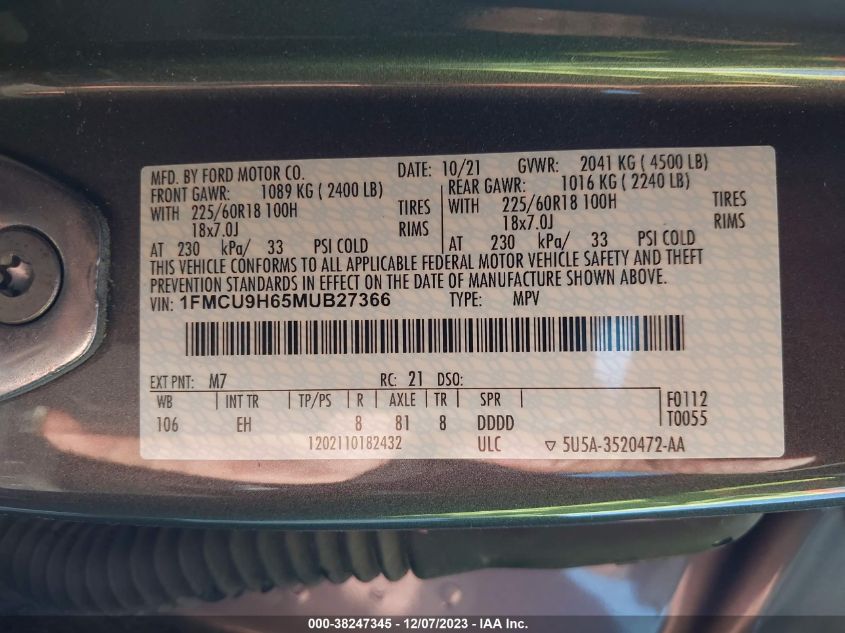 MFD. BY FORD MOTOR CO. DATE: 10/21 GVWR: 2041 KG ( 4500 LB)
FRONT GAWR: 1089 KG ( 2400 LB) REAR GAWR: 1016 KG ( 2240 LB)
WITH 225/60R18 100H TIRES WITH 225/60R18 100H TIRES
18x7.0J RIMS 18x7.0J RIMS
AT 230 kPa/ 33 PSI COLD AT 230 kPa/ 33 PSI COLD
THIS VEHICLE CONFORMS TO ALL APPLICABLE FEDERAL MOTOR VEHICLE SAFETY AND THEFT
PREVENTION STANDARDS IN EFFECT ON THE DATE OF MANUFACTURE SHOWN ABOVE.
VIN: 1FMCU9H65MUB27366 TYPE: MPV
EXT PNT: M7 RC: 21 DSO:
WB INT TR TP/PS R AXLE TR SPR F0112
106 EH 8 81 8 DDDD T0055
1202110182432 ULC ▽ 5U5A-3520472-AA
000-38247345 - 12/07/2023 - IAA Inc.